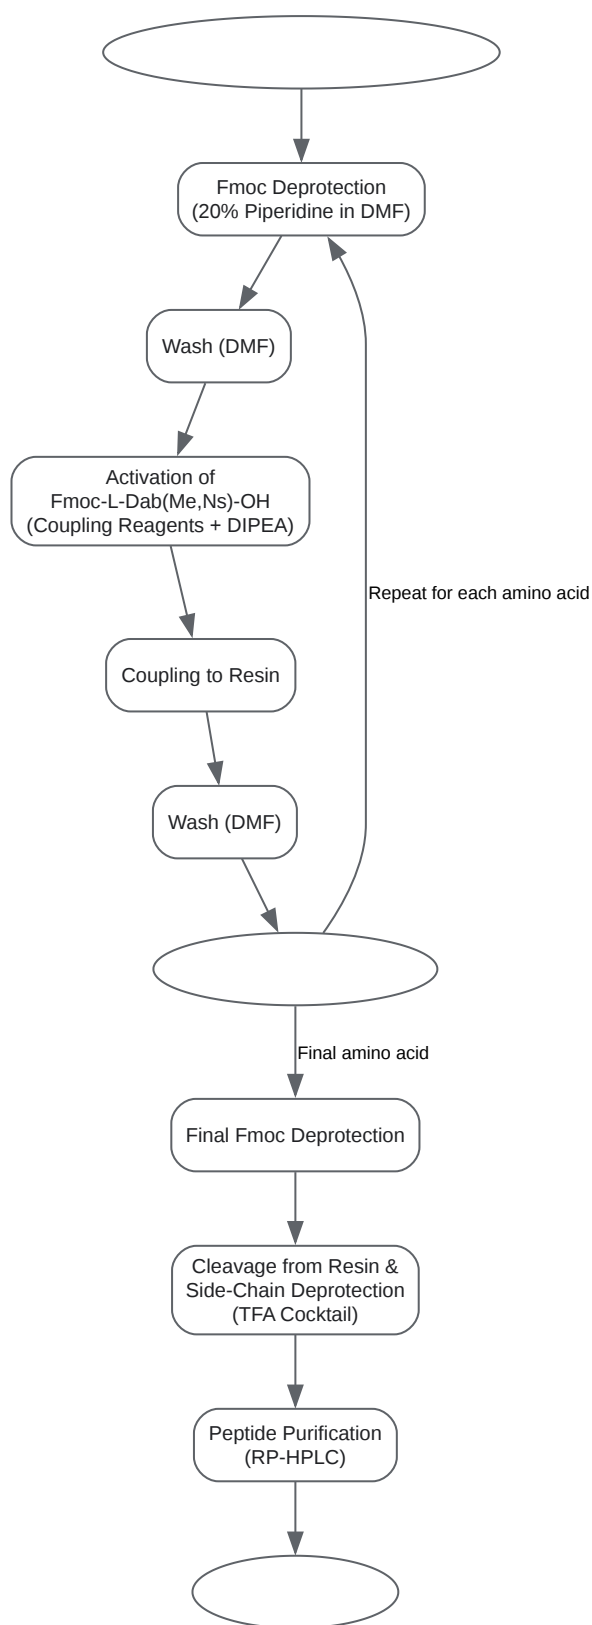 Fmoc Deprotection
(20% Piperidine in DMF)
Wash (DMF)
Activation of
Fmoc-L-Dab(Me,Ns)-OH
(Coupling Reagents + DIPEA)
Repeat for each amino acid
Coupling to Resin
Wash (DMF)
Final amino acid
Final Fmoc Deprotection
Cleavage from Resin &
Side-Chain Deprotection
(TFA Cocktail)
Peptide Purification
(RP-HPLC)